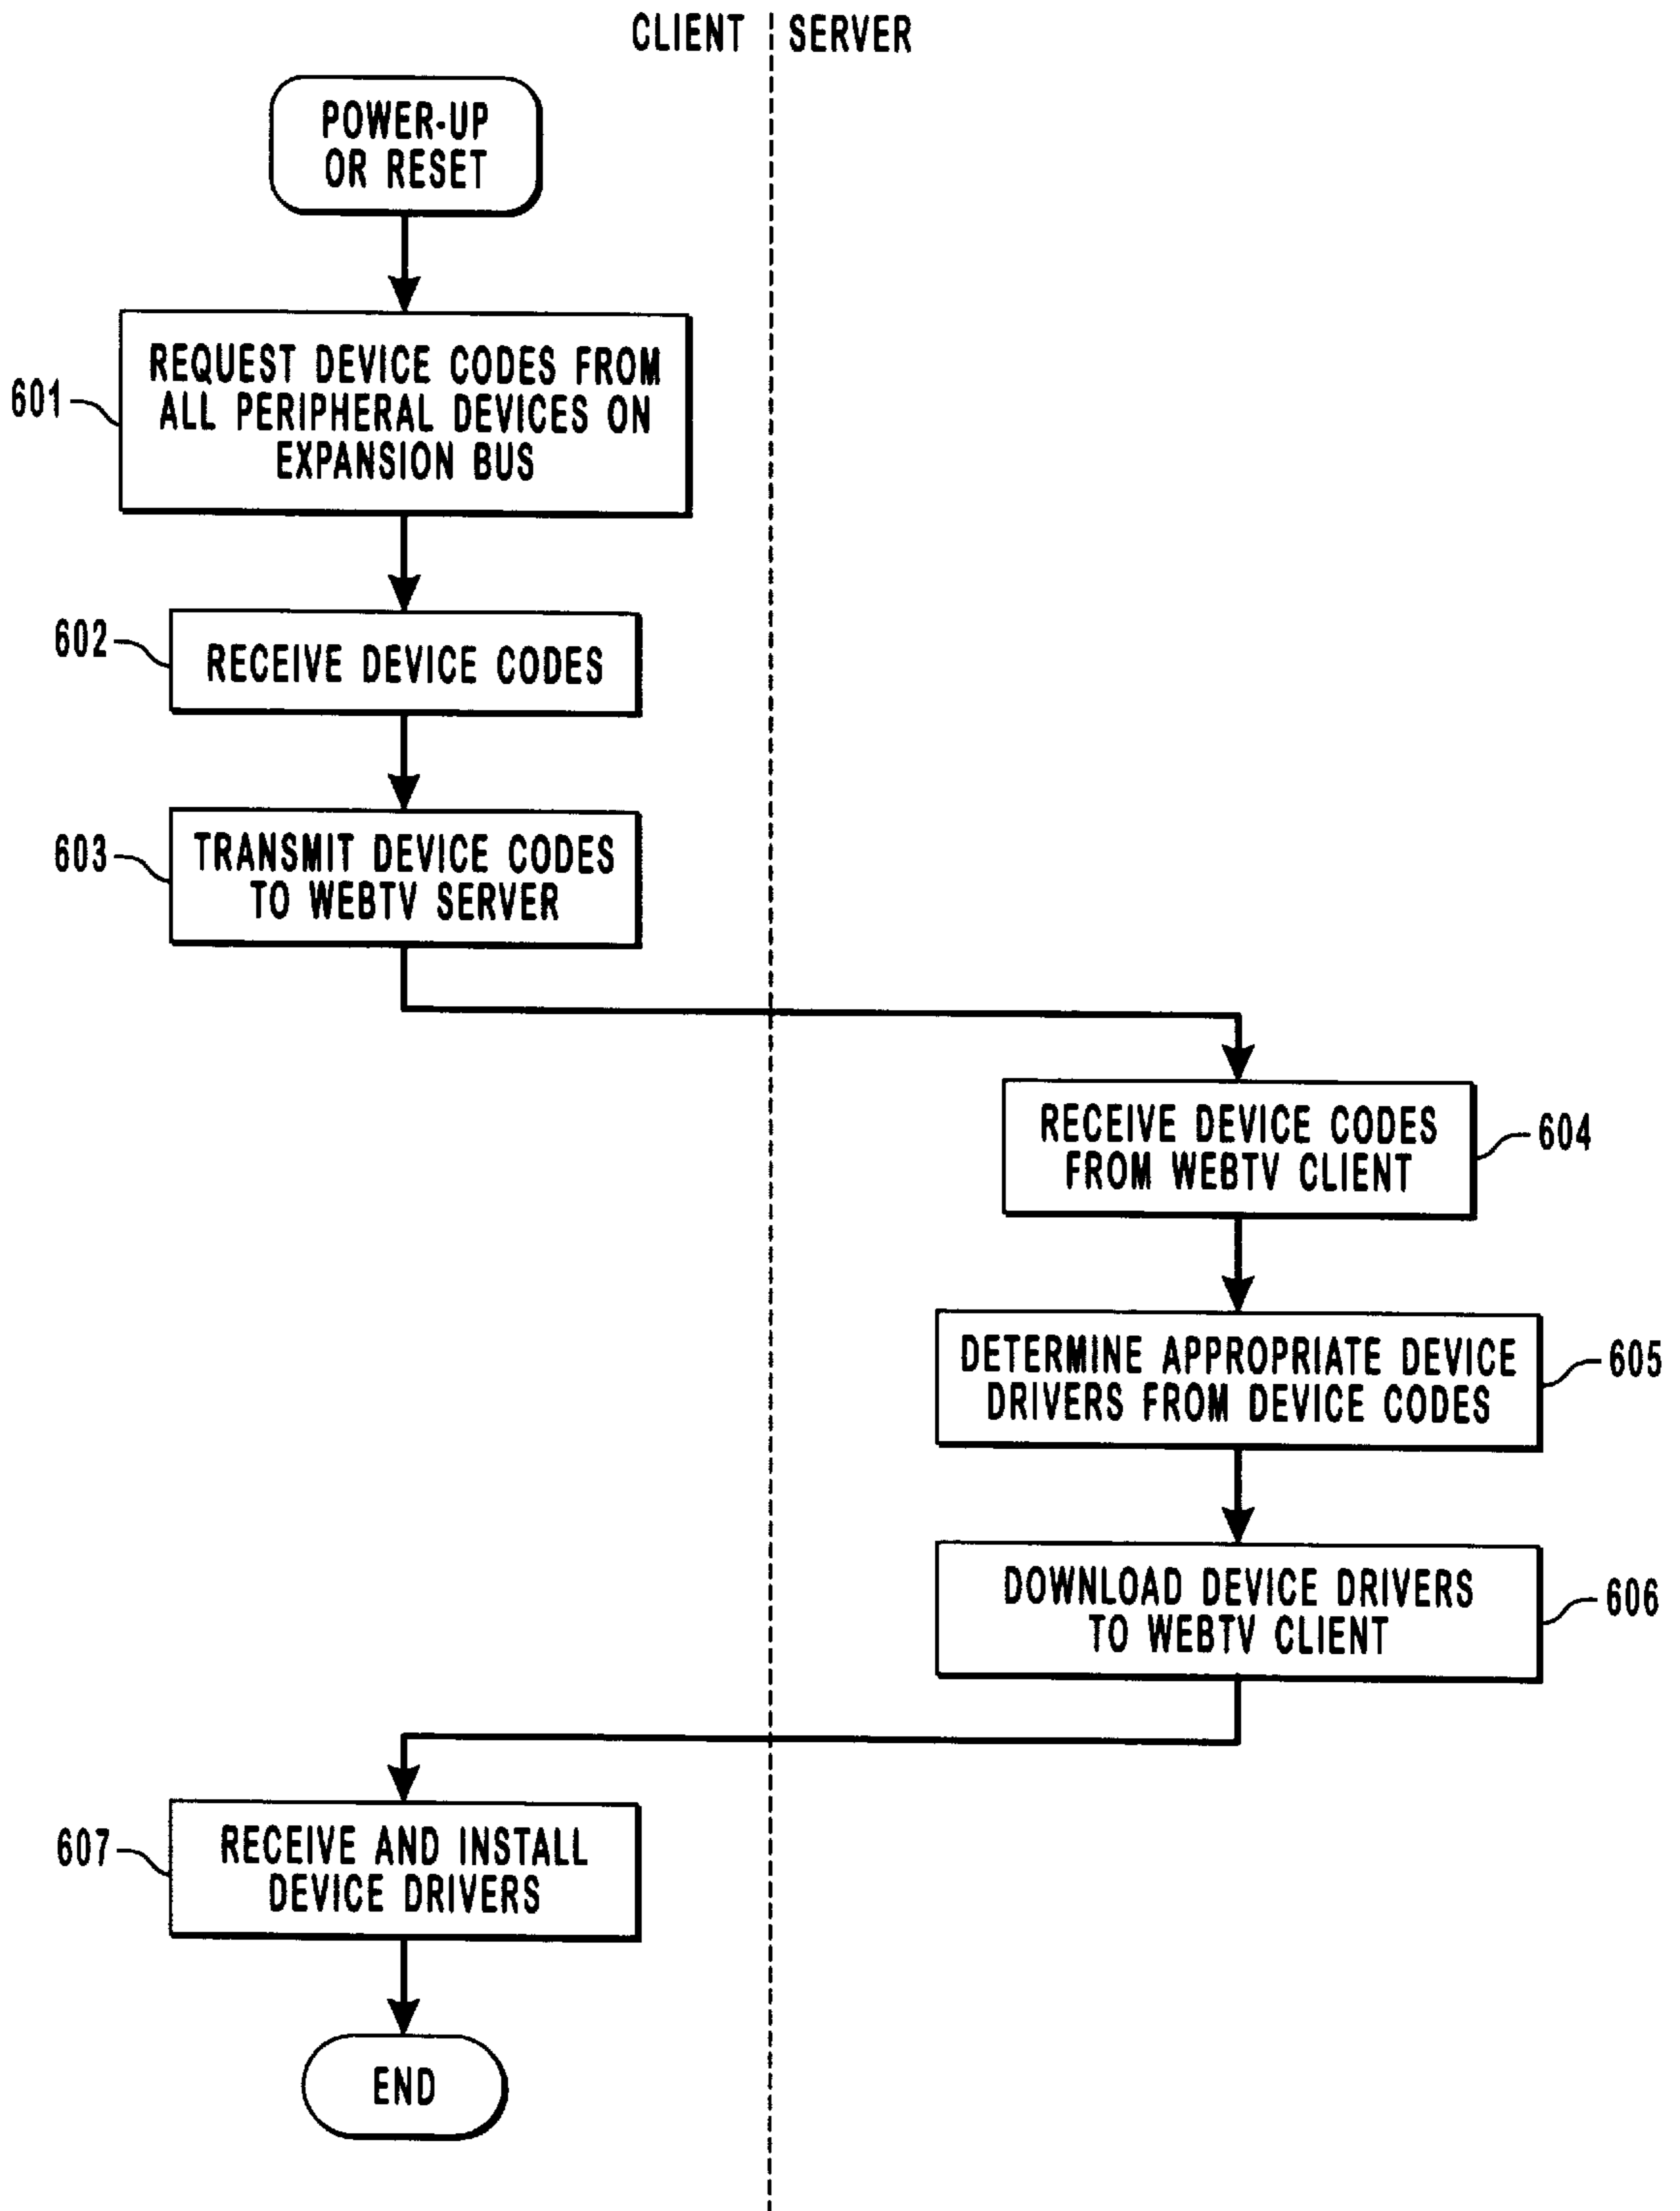 CLIENT SERVER
POWER-UP
OR RESET
601
REQUEST DEVICE CODES FROM
ALL PERIPHERAL DEVICES ON
EXPANSION BUS
602
RECEIVE DEVICE CODES
603
TRANSMIT DEVICE CODES
TO WEBTV SERVER
RECEIVE DEVICE CODES
FROM WEBTV CLIENT
604
DETERMINE APPROPRIATE DEVICE
DRIVERS FROM DEVICE CODES
605
DOWNLOAD DEVICE DRIVERS
TO WEBTV CLIENT
606
607
RECEIVE AND INSTALL
DEVICE DRIVERS
END